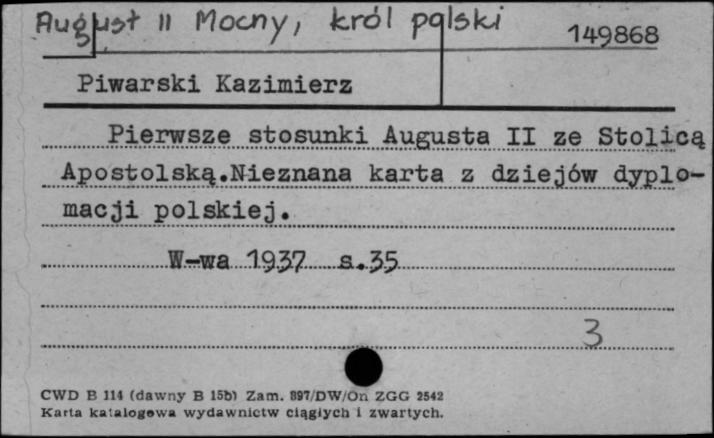 August II Mocny, król polski
149868
Piwarski Kazimierz
Pierwsze stosunki Augusta II ze Stolicą
Apostolską.Nieznana karta z dziejów dyplo-
macji polskiej.
W-wa 1937 s.35
3
CWD B 114 (dawny B 15b) Zam. 897/DW/On ZGG 2542
Karta katalogowa wydawnictw ciągłych i zwartych.